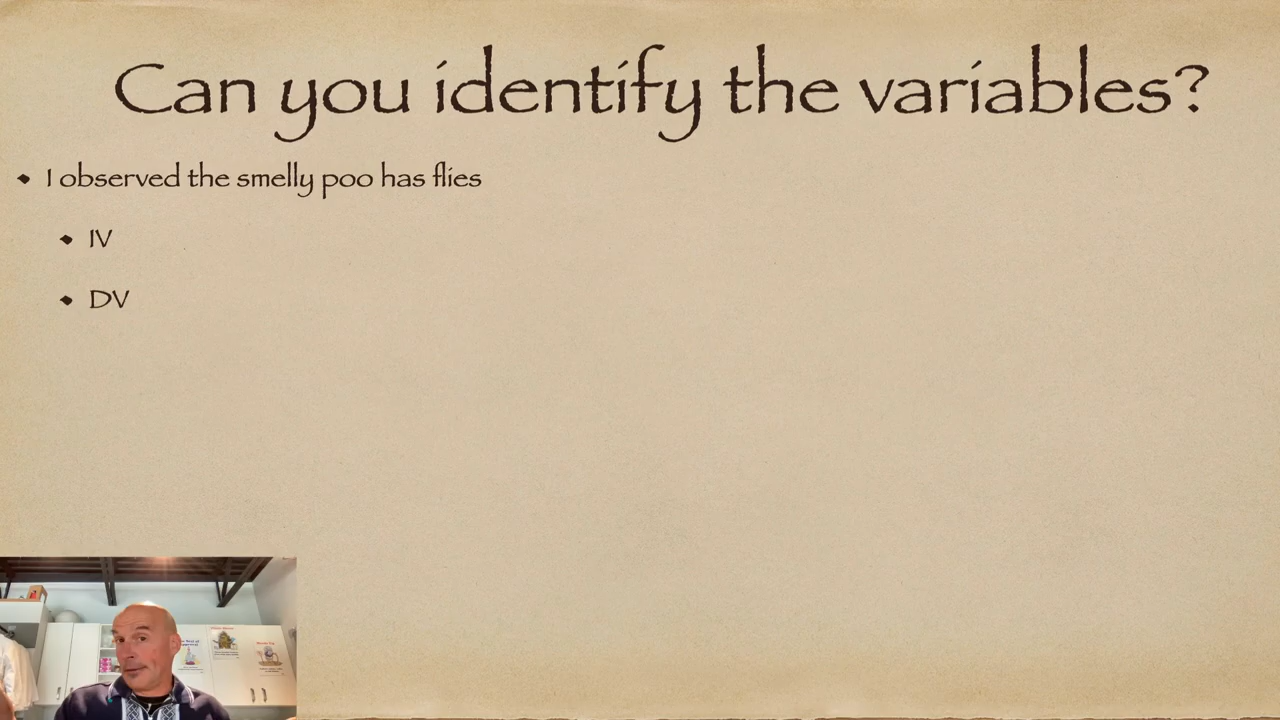 Can you identify the variables?
I observed the smelly poo has flies
IV
DV